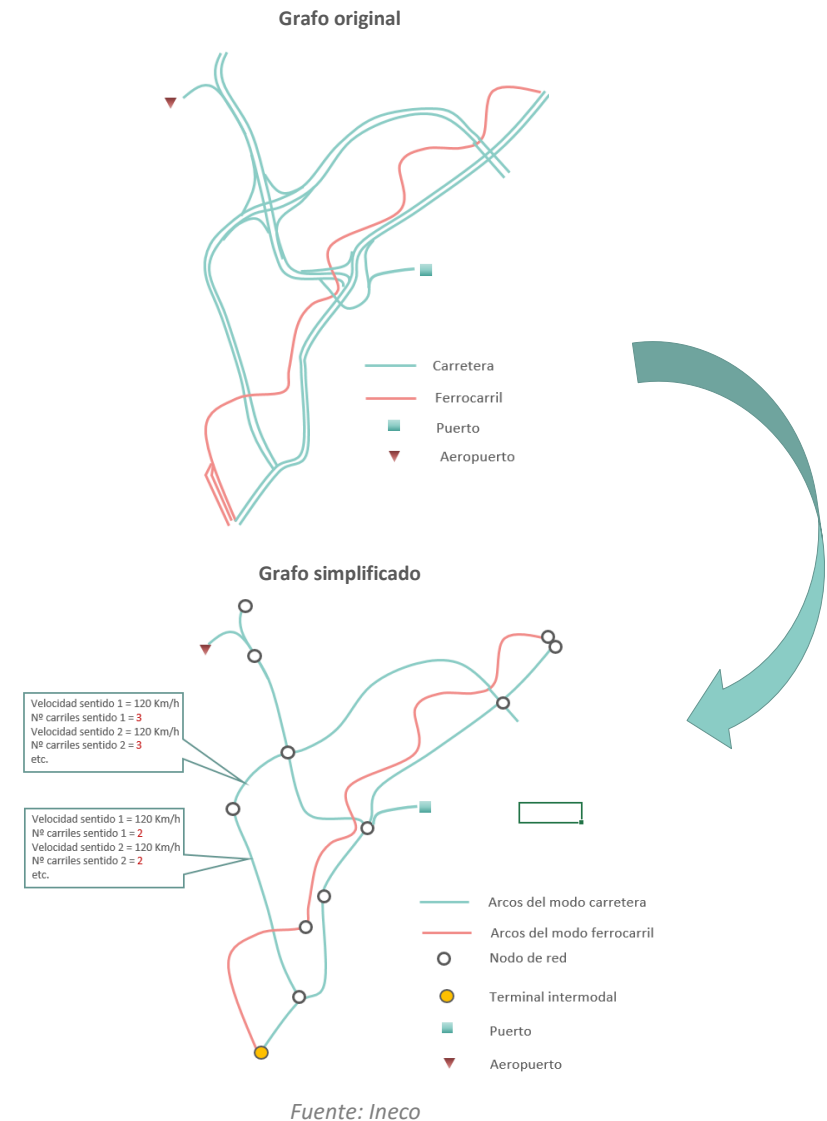 Grafo original
Carretera
Ferrocarril
Puerto
Aeropuerto
Grafo simplificado
Velocidad sentido 1 = 120 Km/h
Nº carriles sentido 1 = 3
Velocidad sentido 2 = 120 Km/h
Nº carriles sentido 2 = 3
etc.
Velocidad sentido 1 = 120 Km/h
Nº carriles sentido 1 = 2
Velocidad sentido 2 = 120 Km/h
Nº carriles sentido 2 = 2
etc.
Arcos del modo carretera
Arcos del modo ferrocarril
Nodo de red
Terminal intermodal
Puerto
Aeropuerto
Fuente: Ineco